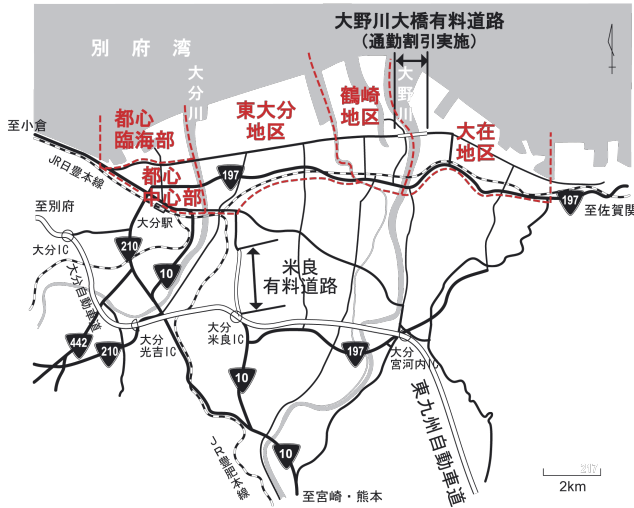 大野川大橋有料道路
（通勤割引実施）
別府湾
大分川
大野川
鶴崎
地区
東大分
地区
都心
臨海部
大在
地区
至小倉
JR日豊本線
都心
中心部
197
197
至佐賀関
至別府
大分駅
大分IC
210
10
米良
有料道路
大分自動車道
大分
米良IC
大分
光吉IC
442
210
197
大分
宮河内IC
10
東九州自動車道
JR豊肥本線
10
至宮崎・熊本
2km